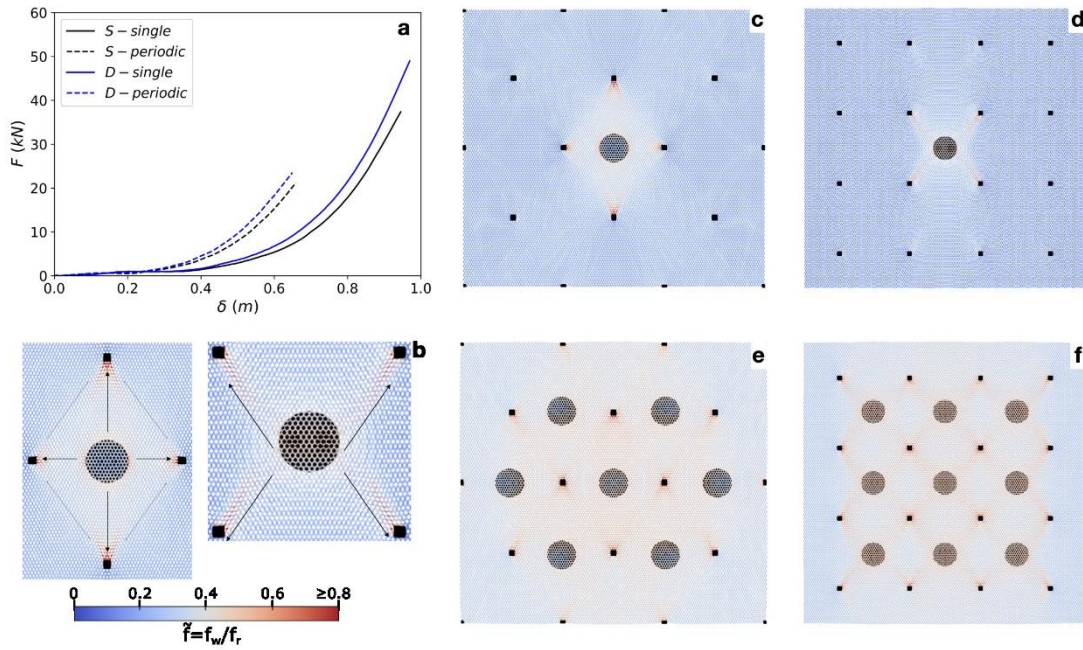 60
50
40
30
20
10
0
F (kN)
S − single
S − periodic
D − single
D − periodic
a
0.0 0.2 0.4 0.6 0.8 1.0
δ (m)
c
d
b
e
f
0 0.2 0.4 0.6 ≥0.8
f̃=f_w/f_r